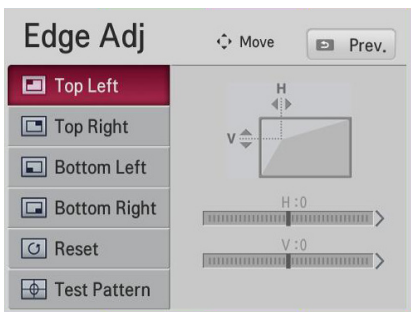 Edge Adj
Move
Prev.
Top Left
Top Right
Bottom Left
Bottom Right
Reset
Test Pattern
H
V
H :0
V :0